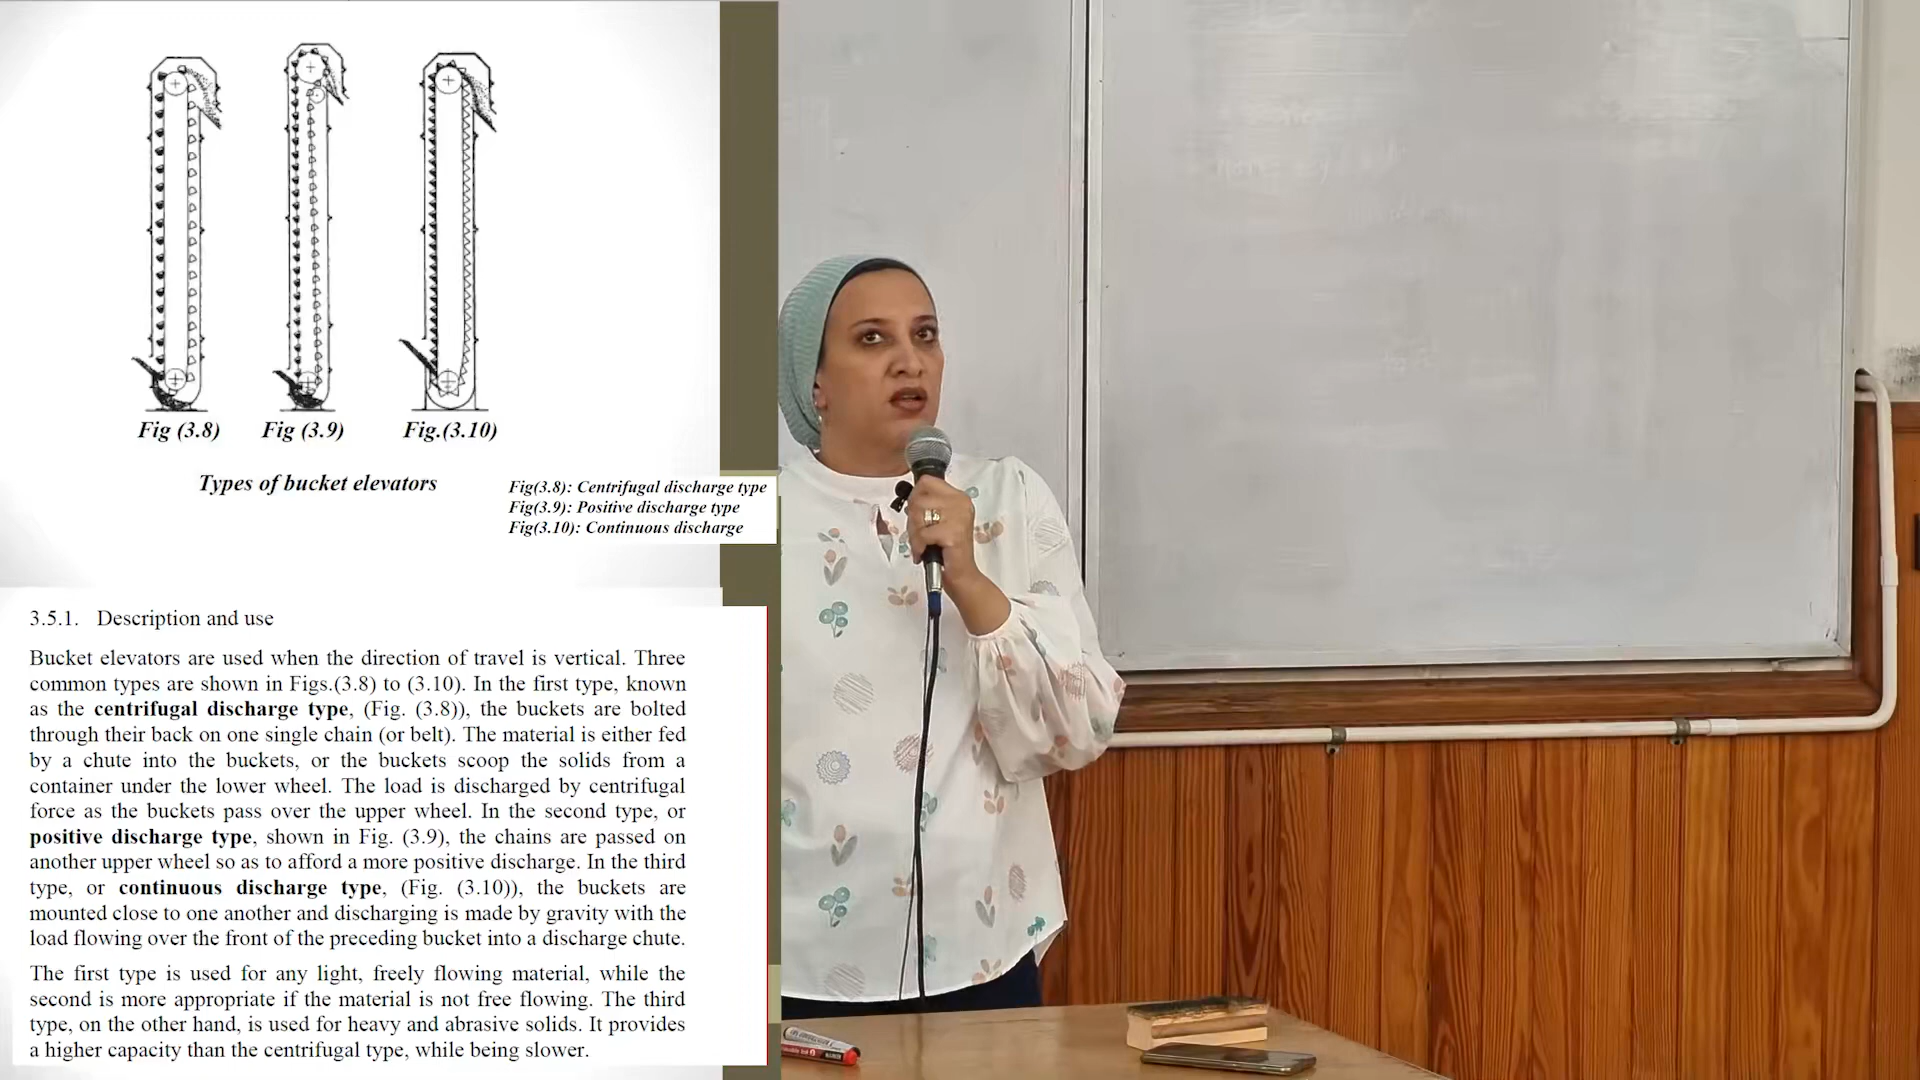 Fig (3.8) Fig (3.9) Fig.(3.10)
Types of bucket elevators
Fig(3.8): Centrifugal discharge type
Fig(3.9): Positive discharge type
Fig(3.10): Continuous discharge
3.5.1. Description and use
Bucket elevators are used when the direction of travel is vertical. Three
common types are shown in Figs.(3.8) to (3.10). In the first type, known
as the centrifugal discharge type, (Fig. (3.8)), the buckets are bolted
through their back on one single chain (or belt). The material is either fed
by a chute into the buckets, or the buckets scoop the solids from a
container under the lower wheel. The load is discharged by centrifugal
force as the buckets pass over the upper wheel. In the second type, or
positive discharge type, shown in Fig. (3.9), the chains are passed on
another upper wheel so as to afford a more positive discharge. In the third
type, or continuous discharge type, (Fig. (3.10)), the buckets are
mounted close to one another and discharging is made by gravity with the
load flowing over the front of the preceding bucket into a discharge chute.
The first type is used for any light, freely flowing material, while the
second is more appropriate if the material is not free flowing. The third
type, on the other hand, is used for heavy and abrasive solids. It provides
a higher capacity than the centrifugal type, while being slower.